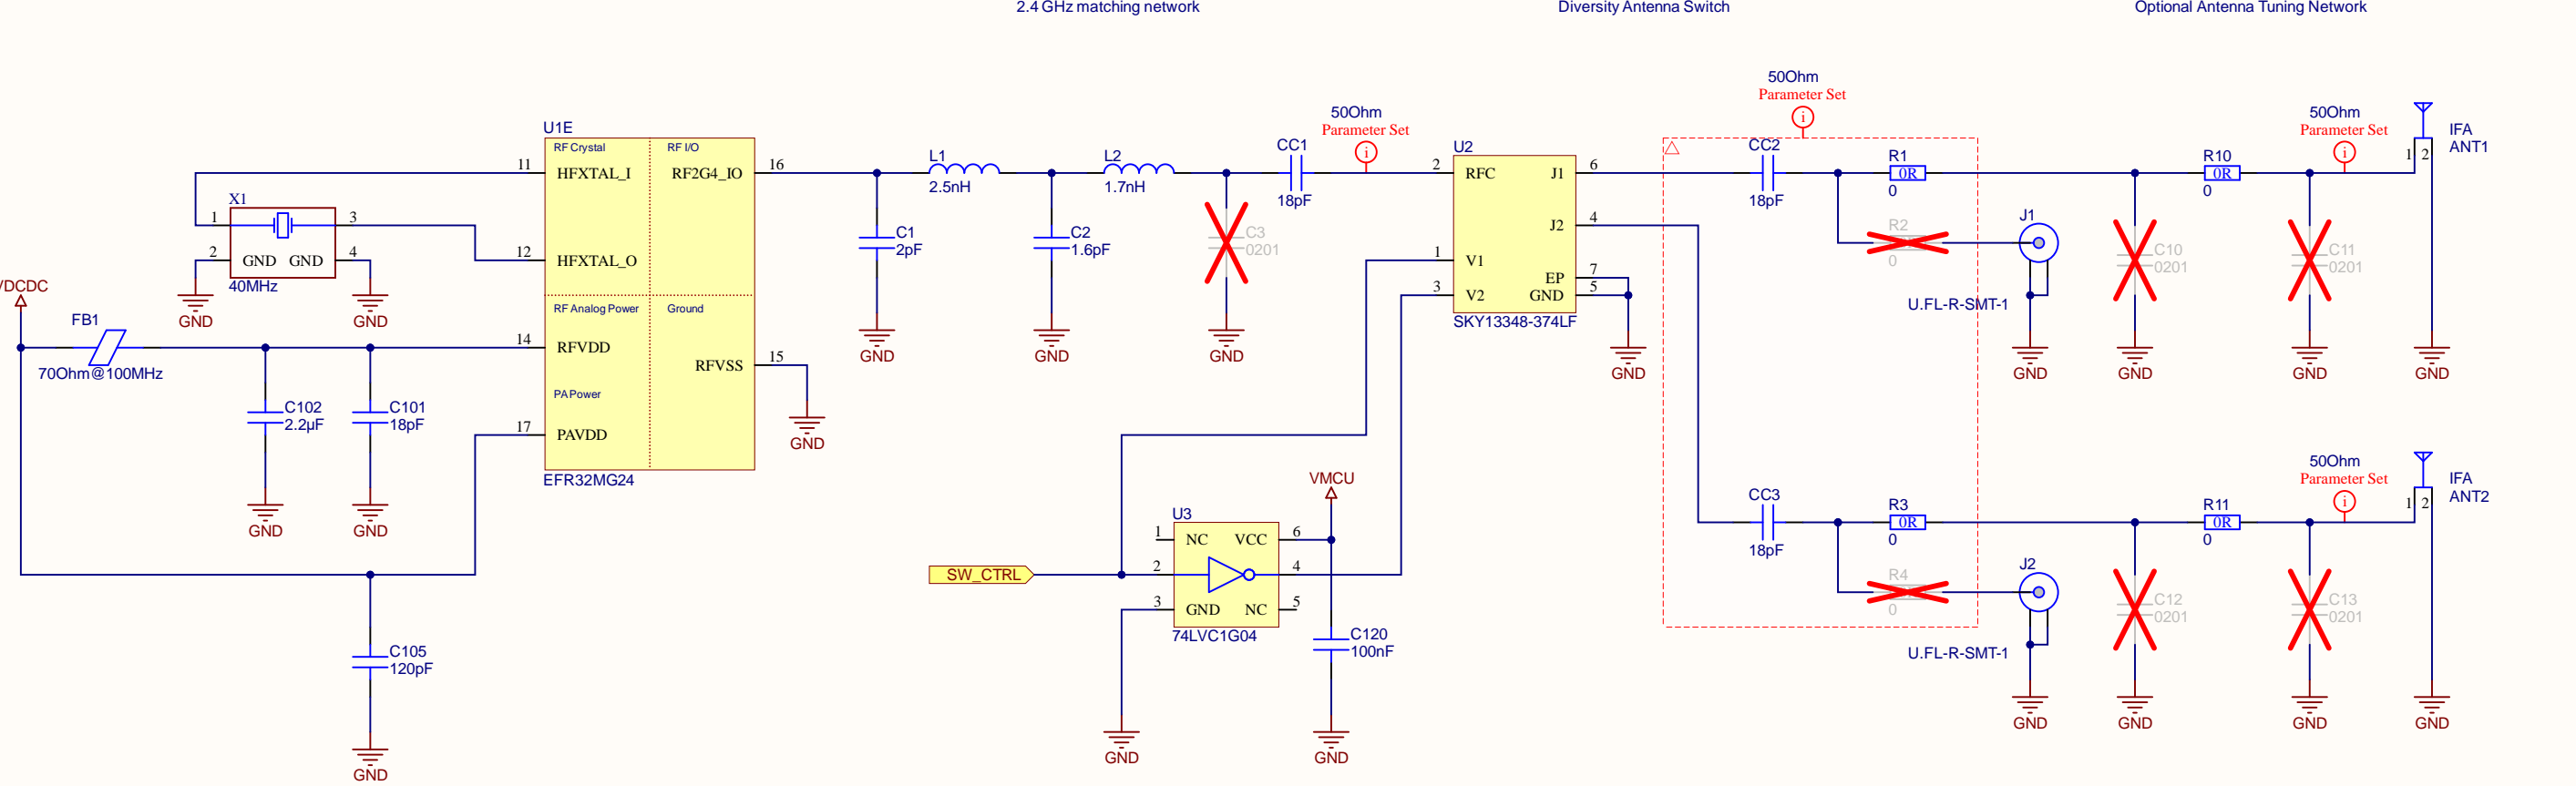 2.4 GHz matching network
Diversity Antenna Switch
Optional Antenna Tuning Network
U1E
RF Crystal
RF I/O
11
HFXTAL_I
RF2G4_IO
16
12
HFXTAL_O
RF Analog Power
Ground
14
RFVDD
RFVSS
15
PA Power
17
PAVDD
EFR32MG24
X1
1
3
2
GND GND
4
40MHz
GND
GND
FB1
70Ohm@100MHz
C102
2.2µF
GND
C101
18pF
GND
C105
120pF
GND
GND
C1
2pF
GND
L1
2.5nH
C2
1.6pF
GND
L2
1.7nH
C3
0201
GND
CC1
18pF
50Ohm
Parameter Set
i
U2
2
RFC
J1
6
J2
4
1
V1
EP
7
3
V2
GND
5
SKY13348-374LF
GND
SW_CTRL
U3
1
NC
VCC
6
2
4
3
GND
NC
5
74LVC1G04
GND
VMCU
C120
100nF
GND
50Ohm
Parameter Set
i
CC2
18pF
R1
0R
0
R2
0
J1
U.FL-R-SMT-1
GND
C10
0201
GND
R10
0R
0
C11
0201
GND
50Ohm
Parameter Set
i
IFA
ANT1
1
2
GND
CC3
18pF
R3
0R
0
R4
0
J2
U.FL-R-SMT-1
GND
C12
0201
GND
R11
0R
0
C13
0201
GND
50Ohm
Parameter Set
i
IFA
ANT2
1
2
GND